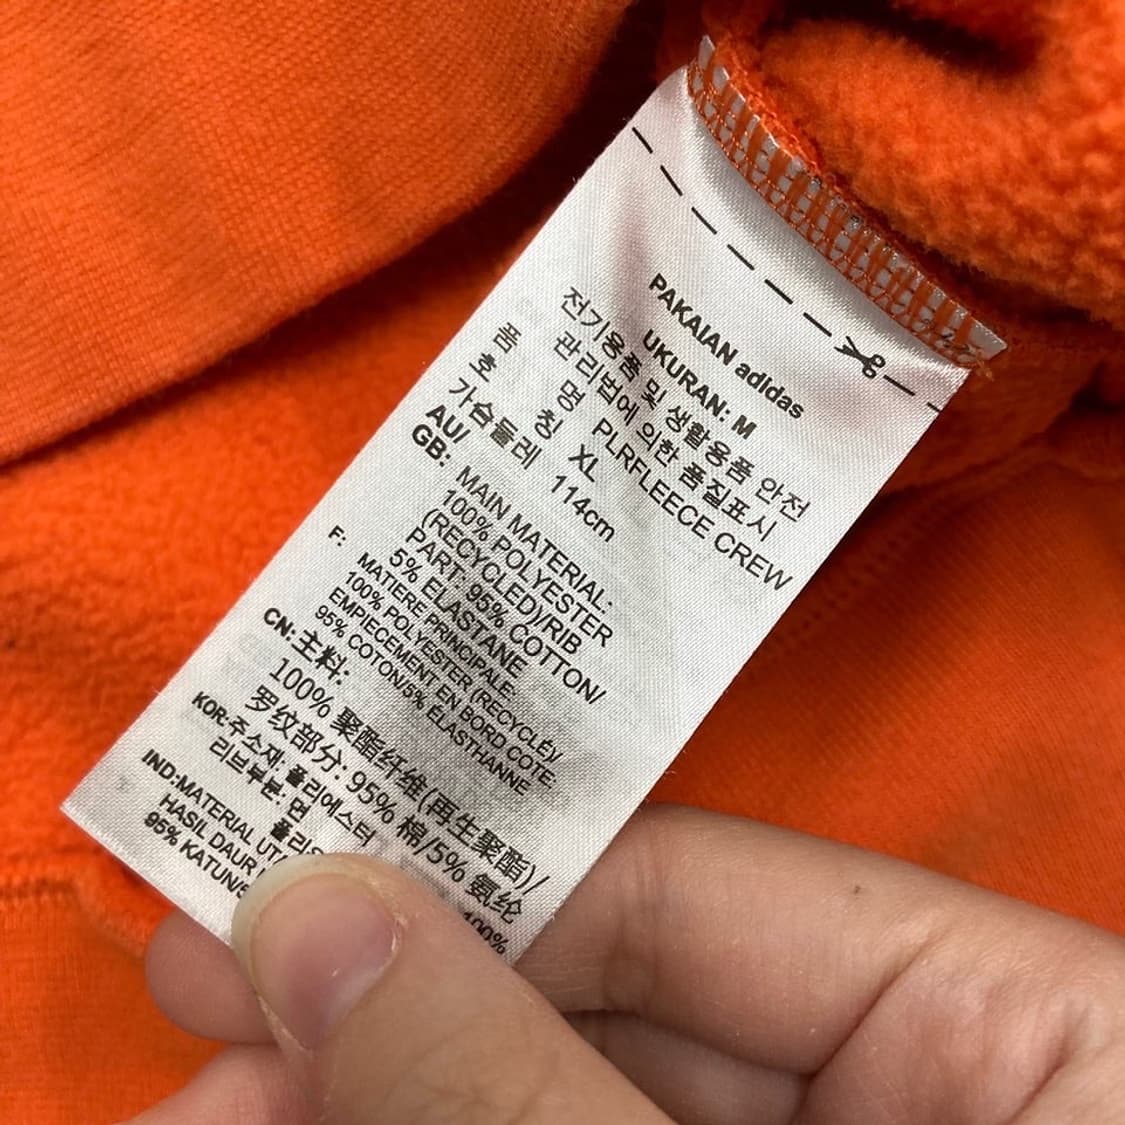 PAKAIAN adidas
UKURAN: M
전기용품 및 생활용품 안전
관리법에 의한 품질표시
품 명 PLRFLEECE CREW
호 칭 XL
가슴둘레 114cm
AU/
GB: MAIN MATERIAL:
100% POLYESTER
(RECYCLED)/RIB
PART: 95% COTTON/
5% ELASTANE
F: MATIERE PRINCIPALE:
100% POLYESTER (RECYCLÉ)/
EMPIECEMENT EN BORD COTE:
95% COTON/5% ÉLASTHANNE
CN: 主料:
100% 聚酯纤维(再生聚酯)/
罗纹部分: 95% 棉/5% 氨纶
KOR:주소재: 폴리에스터 100%
리브부분: 면
IND:MATERIAL
HASIL DAUR
95% KATUN/